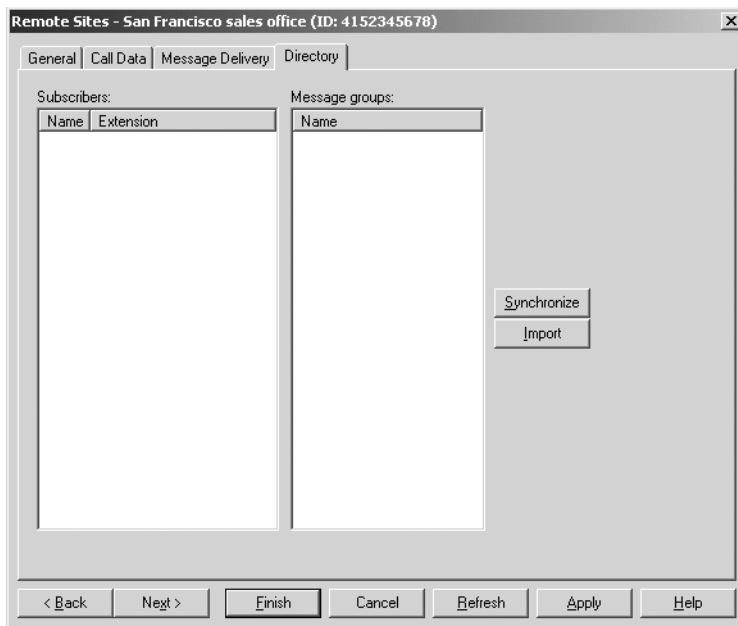 Remote Sites - San Francisco sales office (ID: 4152345678)
General Call Data Message Delivery Directory
Subscribers: Message groups:
Name Extension Name
Synchronize
Import
< Back Next > Finish Cancel Refresh Apply Help